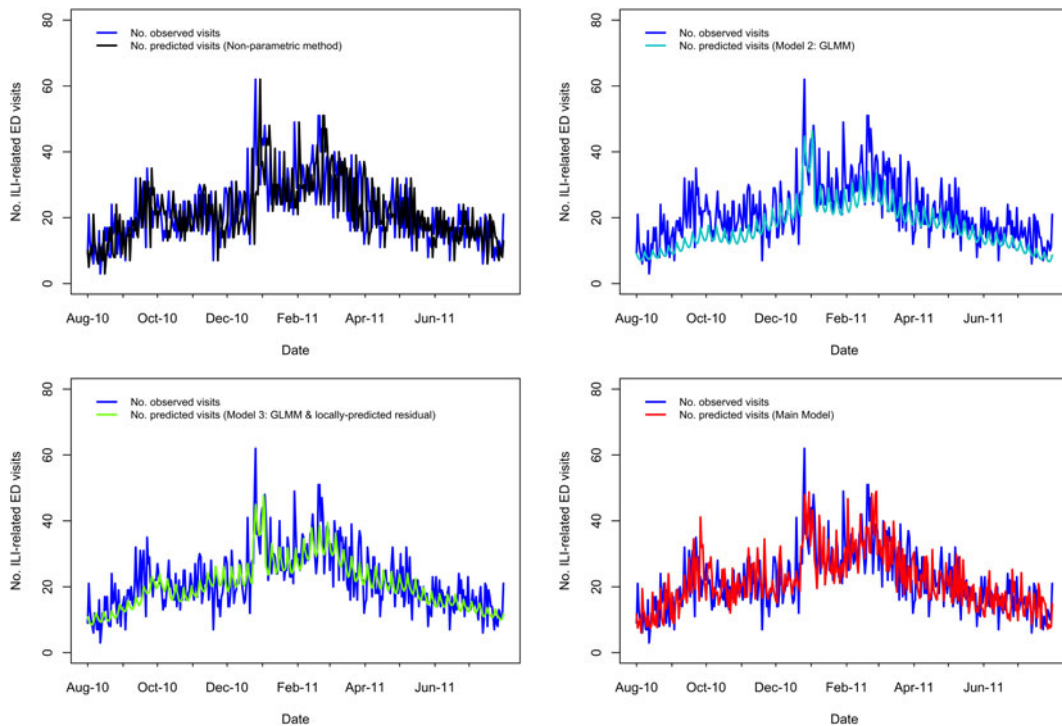 No. observed visits
No. predicted visits (Non-parametric method)
No. ILI-related ED visits
80
60
40
20
0
Aug-10 Oct-10 Dec-10 Feb-11 Apr-11 Jun-11
Date
No. observed visits
No. predicted visits (Model 2: GLMM)
No. ILI-related ED visits
80
60
40
20
0
Aug-10 Oct-10 Dec-10 Feb-11 Apr-11 Jun-11
Date
No. observed visits
No. predicted visits (Model 3: GLMM & locally-predicted residual)
No. ILI-related ED visits
80
60
40
20
0
Aug-10 Oct-10 Dec-10 Feb-11 Apr-11 Jun-11
Date
No. observed visits
No. predicted visits (Main Model)
No. ILI-related ED visits
80
60
40
20
0
Aug-10 Oct-10 Dec-10 Feb-11 Apr-11 Jun-11
Date